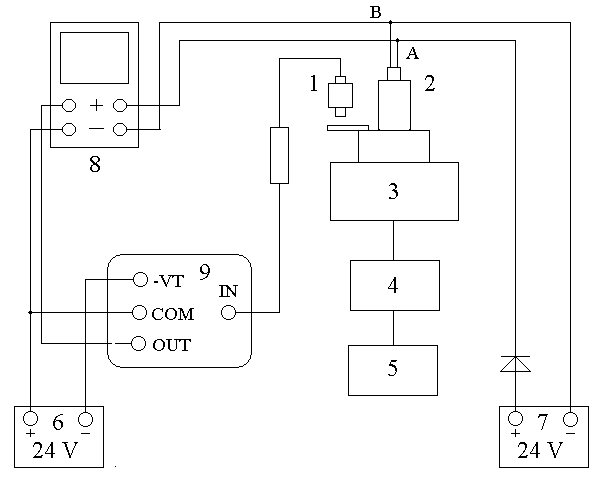 B
A
1
2
+
−
8
3
9
-VT
IN
COM
OUT
4
5
+
6
−
24 V
+
7
−
24 V